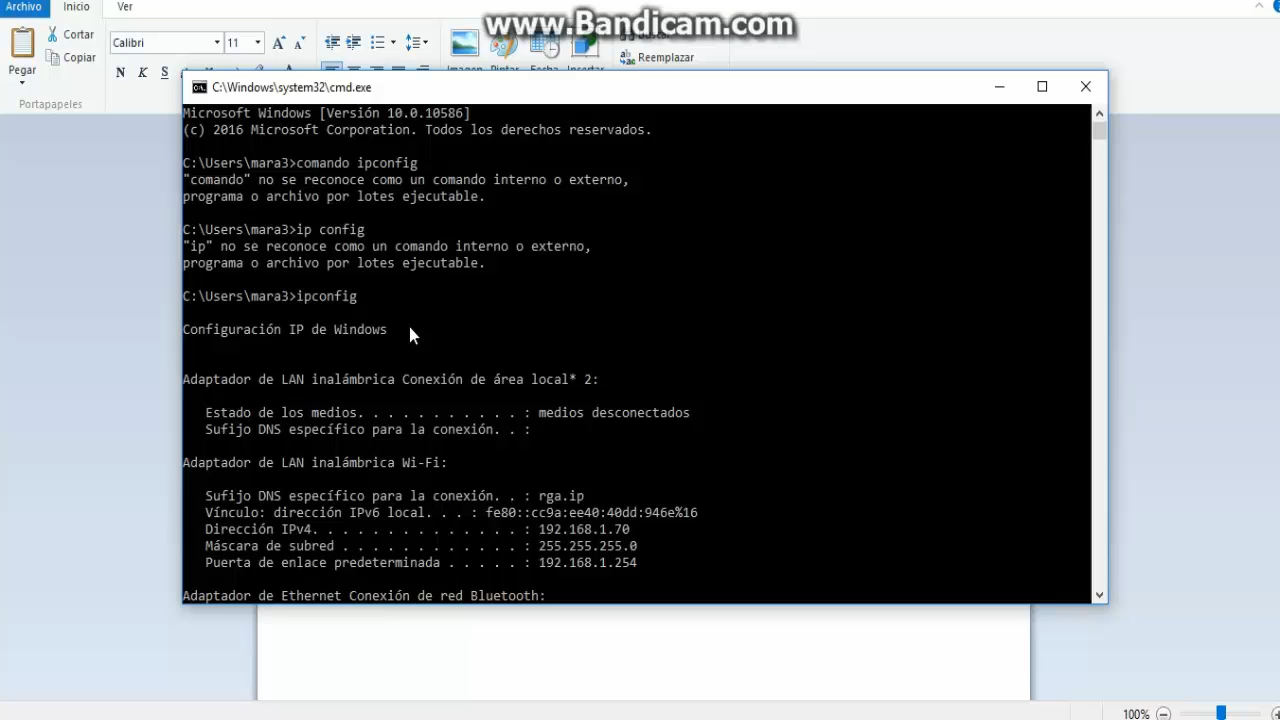 Archivo Inicio Ver
www.Bandicam.com
Pegar
Cortar
Copiar
Portapapeles
Calibri 11
N K S
Reemplazar
C:\Windows\system32\cmd.exe
Microsoft Windows [Versión 10.0.10586]
(c) 2016 Microsoft Corporation. Todos los derechos reservados.
C:\Users\mara3>comando ipconfig
"comando" no se reconoce como un comando interno o externo,
programa o archivo por lotes ejecutable.
C:\Users\mara3>ip config
"ip" no se reconoce como un comando interno o externo,
programa o archivo por lotes ejecutable.
C:\Users\mara3>ipconfig
Configuración IP de Windows
Adaptador de LAN inalámbrica Conexión de área local* 2:
Estado de los medios. . . . . . . . . . . : medios desconectados
Sufijo DNS específico para la conexión. . :
Adaptador de LAN inalámbrica Wi-Fi:
Sufijo DNS específico para la conexión. . : rga.ip
Vínculo: dirección IPv6 local. . . : fe80::cc9a:ee40:40dd:946e%16
Dirección IPv4. . . . . . . . . . . . . . : 192.168.1.70
Máscara de subred . . . . . . . . . . . . : 255.255.255.0
Puerta de enlace predeterminada . . . . . : 192.168.1.254
Adaptador de Ethernet Conexión de red Bluetooth:
100%